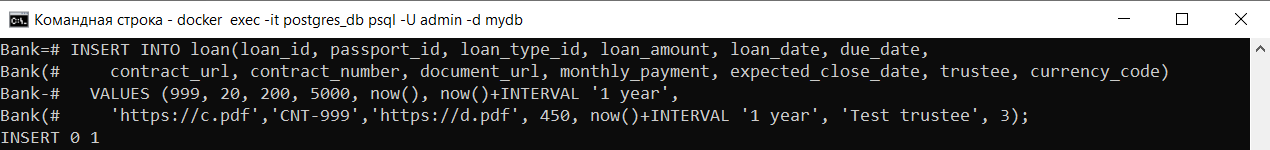 Командная строка - docker  exec -it postgres_db psql -U admin -d mydb
Bank=# INSERT INTO loan(loan_id, passport_id, loan_type_id, loan_amount, loan_date, due_date,
Bank(#     contract_url, contract_number, document_url, monthly_payment, expected_close_date, trustee, currency_code)
Bank-#   VALUES (999, 20, 200, 5000, now(), now()+INTERVAL '1 year',
Bank(#     'https://c.pdf','CNT-999','https://d.pdf', 450, now()+INTERVAL '1 year', 'Test trustee', 3);
INSERT 0 1